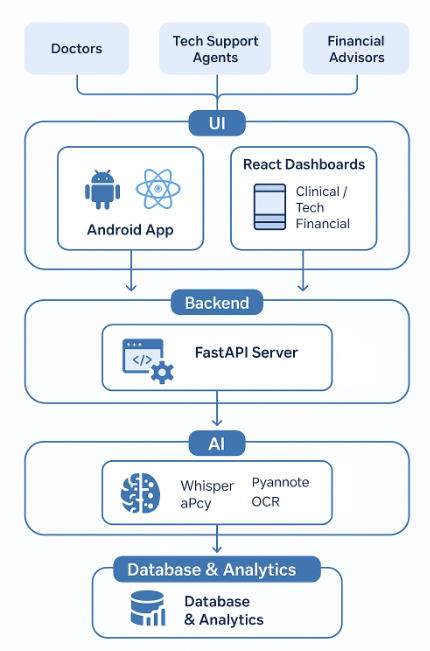 Doctors
Tech Support
Agents
Financial
Advisors
UI
Android App
React Dashboards
Clinical /
Tech
Financial
Backend
</>
FastAPI Server
AI
Whisper
aPcy
Pyannote
OCR
Database & Analytics
Database
& Analytics